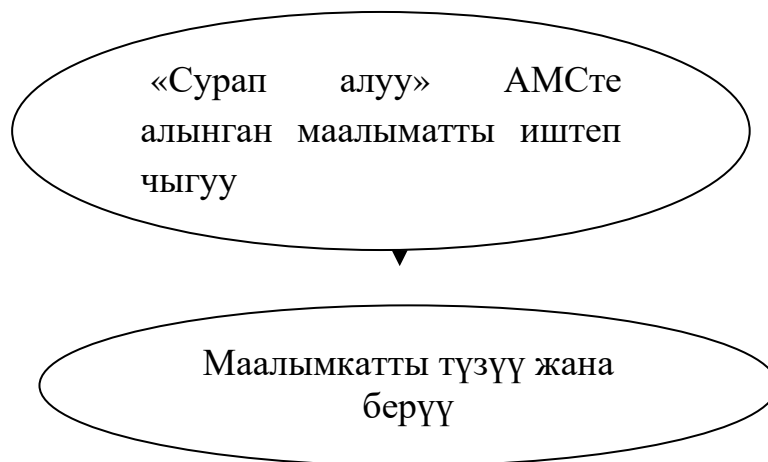 «Сурап алуу» АМСте
алынган маалыматты иштеп
чыгуу
Маалымкатты түзүү жана
берүү